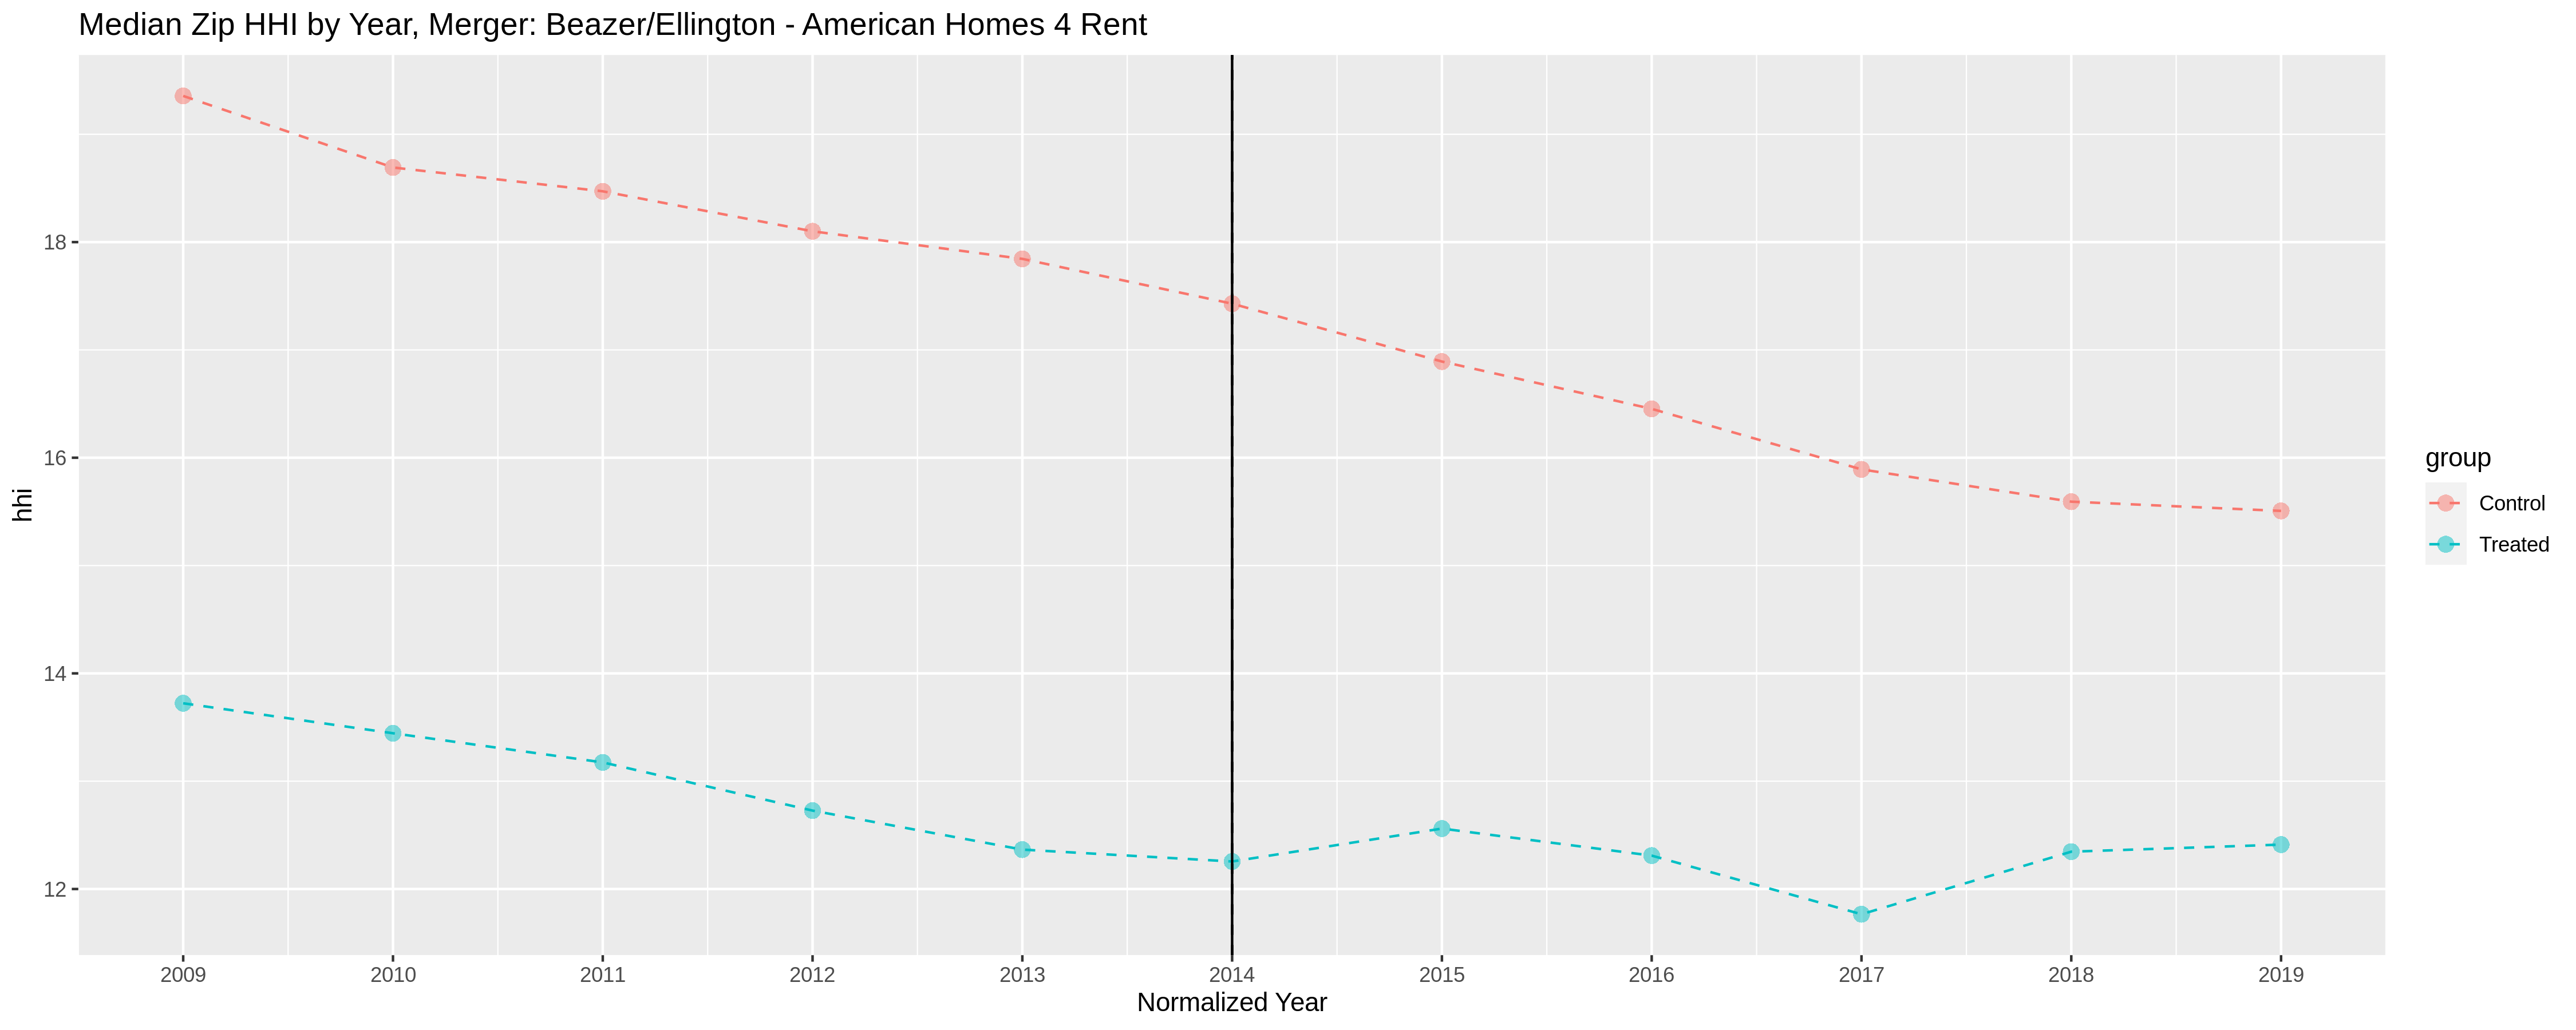 Median Zip HHI by Year, Merger: Beazer/Ellington - American Homes 4 Rent
hhi
18
16
14
12
2009 2010 2011 2012 2013 2014 2015 2016 2017 2018 2019
Normalized Year
group
Control
Treated